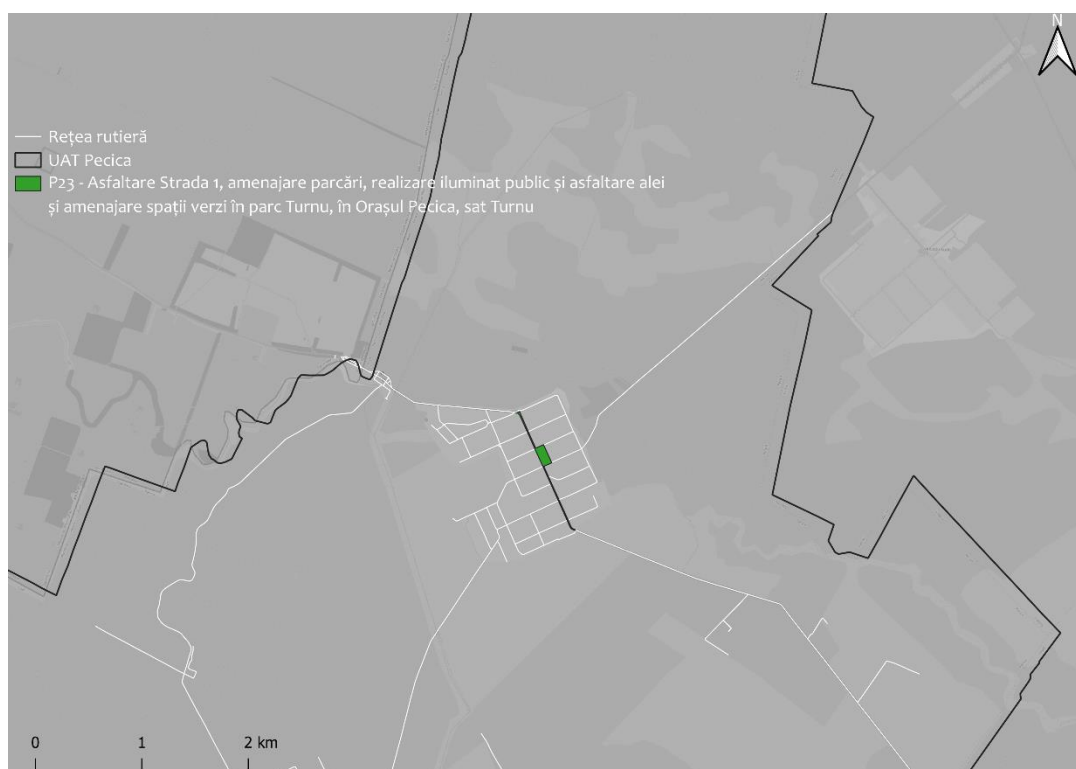 N
Rețea rutieră
UAT Pecica
P23 - Asfaltare Strada 1, amenajare parcări, realizare iluminat public și asfaltare alei
și amenajare spații verzi în parc Turnu, în Orașul Pecica, sat Turnu
0 1 2 km